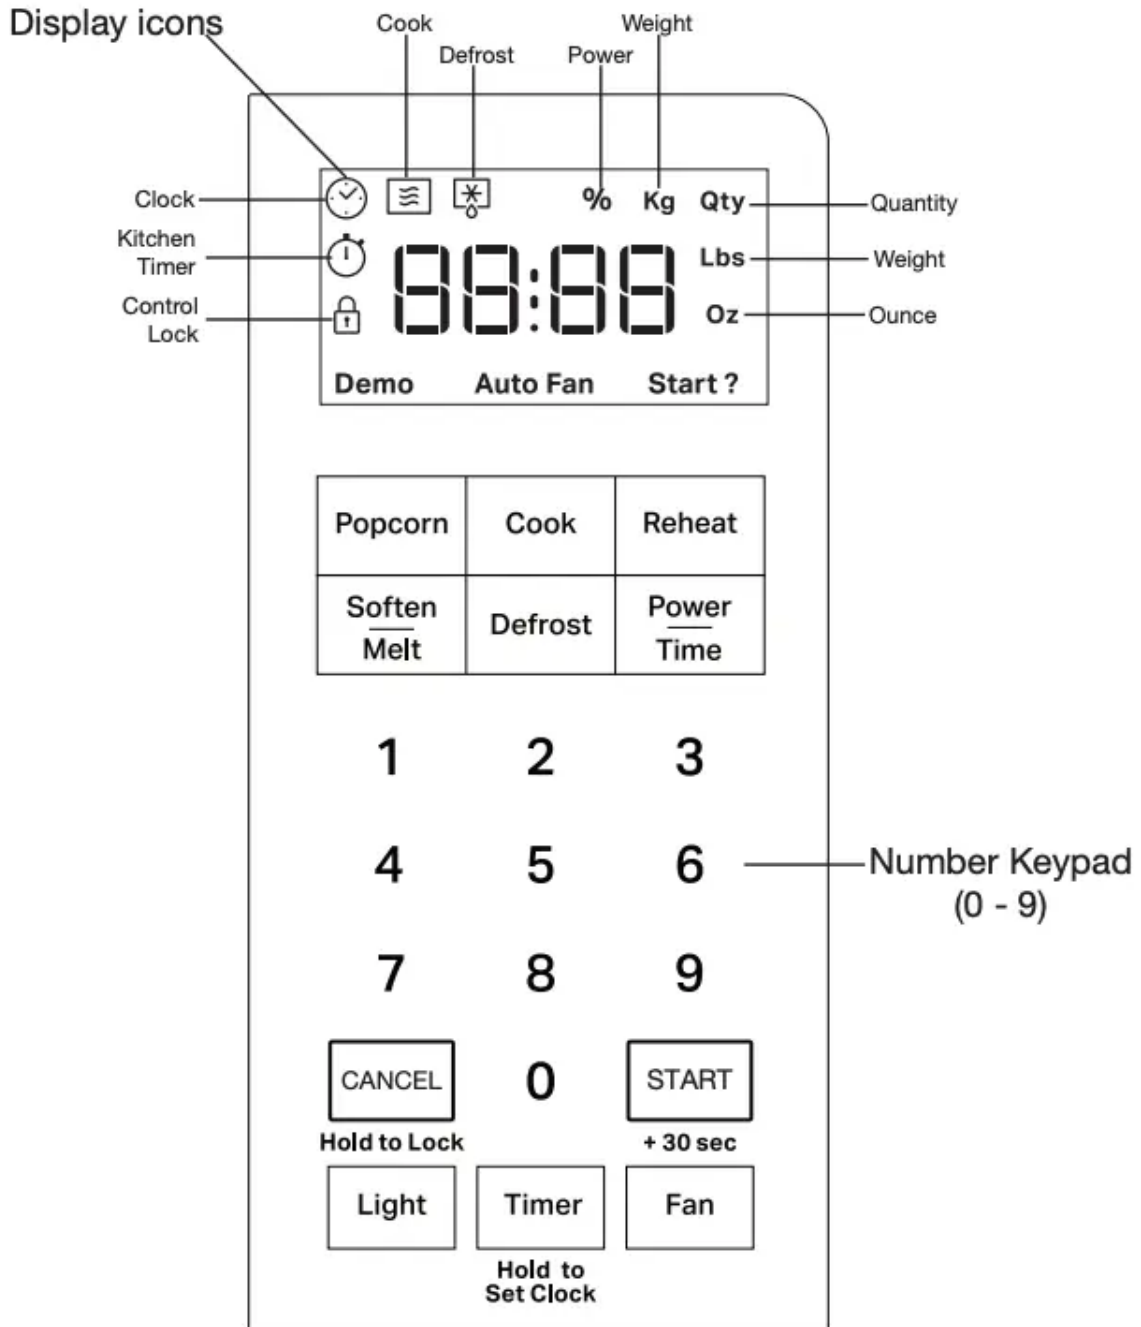 Display icons
Cook
Weight
Defrost
Power
Clock
% Kg Qty
Quantity
Kitchen
Timer
88:88
Lbs
Weight
Control
Lock
Oz
Ounce
Demo Auto Fan Start ?
Popcorn Cook Reheat
Soften
Melt
Defrost
Power
Time
1 2 3
4 5 6
Number Keypad
(0 - 9)
7 8 9
CANCEL 0 START
Hold to Lock + 30 sec
Light Timer Fan
Hold to
Set Clock